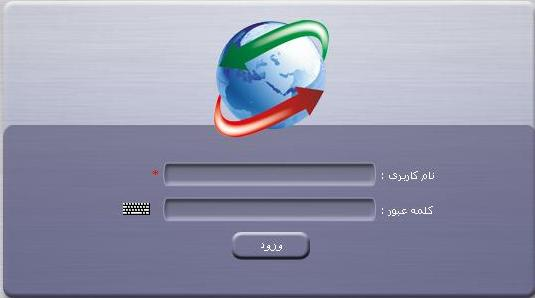 نام کاربری :
*
کلمه عبور :
ورود